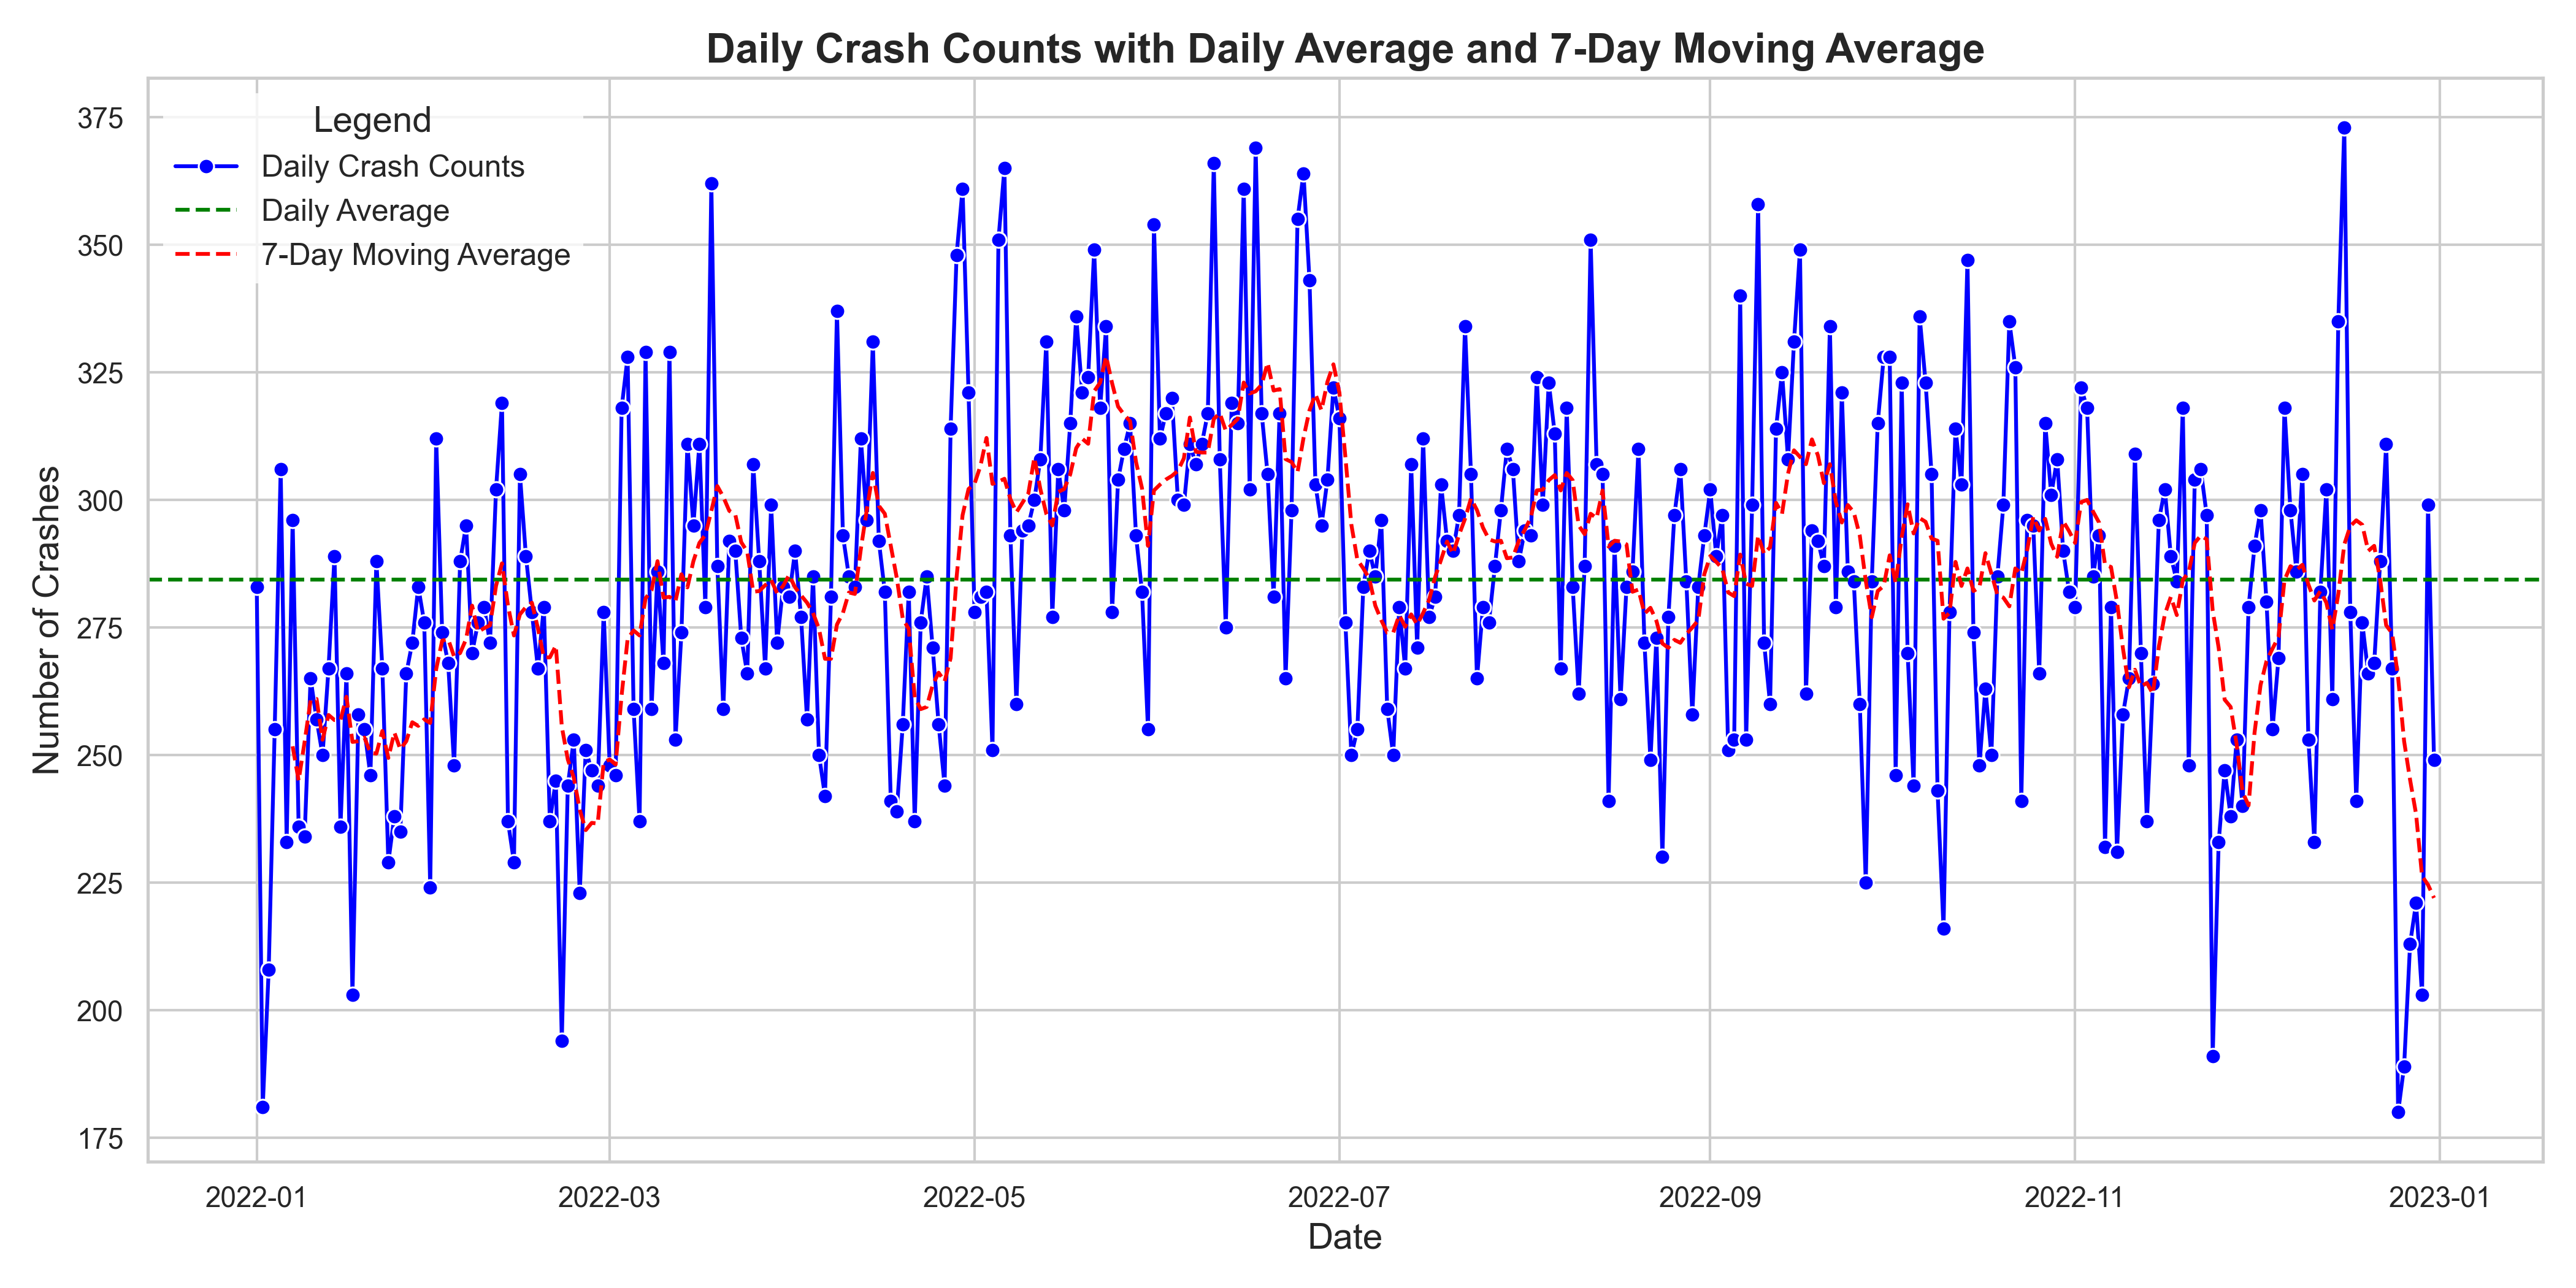 Daily Crash Counts with Daily Average and 7-Day Moving Average
Legend
Daily Crash Counts
Daily Average
7-Day Moving Average
Number of Crashes
375
350
325
300
275
250
225
200
175
2022-01
2022-03
2022-05
2022-07
2022-09
2022-11
2023-01
Date